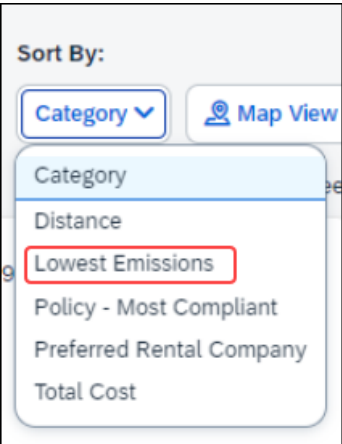 Sort By:
Category
Map View
Category
Distance
Lowest Emissions
Policy - Most Compliant
Preferred Rental Company
Total Cost